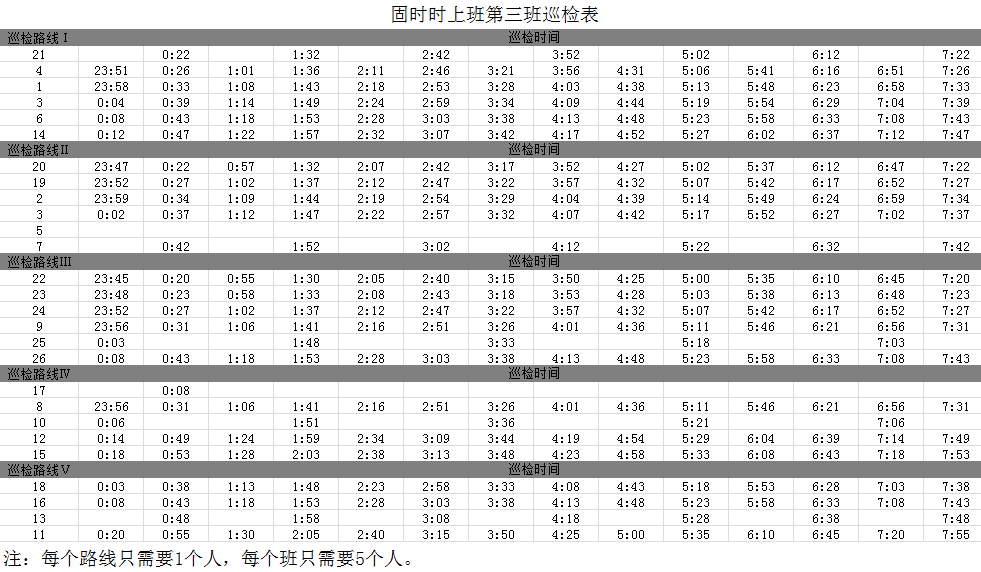 固时时上班第三班巡检表
巡检路线Ⅰ 巡检时间
21 0:22 1:32 2:42 3:52 5:02 6:12 7:22
4 23:51 0:26 1:01 1:36 2:11 2:46 3:21 3:56 4:31 5:06 5:41 6:16 6:51 7:26
1 23:58 0:33 1:08 1:43 2:18 2:53 3:28 4:03 4:38 5:13 5:48 6:23 6:58 7:33
3 0:04 0:39 1:14 1:49 2:24 2:59 3:34 4:09 4:44 5:19 5:54 6:29 7:04 7:39
6 0:08 0:43 1:18 1:53 2:28 3:03 3:38 4:13 4:48 5:23 5:58 6:33 7:08 7:43
14 0:12 0:47 1:22 1:57 2:32 3:07 3:42 4:17 4:52 5:27 6:02 6:37 7:12 7:47
巡检路线II 巡检时间
20 23:47 0:22 0:57 1:32 2:07 2:42 3:17 3:52 4:27 5:02 5:37 6:12 6:47 7:22
19 23:52 0:27 1:02 1:37 2:12 2:47 3:22 3:57 4:32 5:07 5:42 6:17 6:52 7:27
2 23:59 0:34 1:09 1:44 2:19 2:54 3:29 4:04 4:39 5:14 5:49 6:24 6:59 7:34
3 0:02 0:37 1:12 1:47 2:22 2:57 3:32 4:07 4:42 5:17 5:52 6:27 7:02 7:37
5
7 0:42 1:52 3:02 4:12 5:22 6:32 7:42
巡检路线III 巡检时间
22 23:45 0:20 0:55 1:30 2:05 2:40 3:15 3:50 4:25 5:00 5:35 6:10 6:45 7:20
23 23:48 0:23 0:58 1:33 2:08 2:43 3:18 3:53 4:28 5:03 5:38 6:13 6:48 7:23
24 23:52 0:27 1:02 1:37 2:12 2:47 3:22 3:57 4:32 5:07 5:42 6:17 6:52 7:27
9 23:56 0:31 1:06 1:41 2:16 2:51 3:26 4:01 4:36 5:11 5:46 6:21 6:56 7:31
25 0:03 1:48 3:33 5:18 7:03
26 0:08 0:43 1:18 1:53 2:28 3:03 3:38 4:13 4:48 5:23 5:58 6:33 7:08 7:43
巡检路线Ⅳ 巡检时间
17 0:08
8 23:56 0:31 1:06 1:41 2:16 2:51 3:26 4:01 4:36 5:11 5:46 6:21 6:56 7:31
10 0:06 1:51 3:36 5:21 7:06
12 0:14 0:49 1:24 1:59 2:34 3:09 3:44 4:19 4:54 5:29 6:04 6:39 7:14 7:49
15 0:18 0:53 1:28 2:03 2:38 3:13 3:48 4:23 4:58 5:33 6:08 6:43 7:18 7:53
巡检路线Ⅴ 巡检时间
18 0:03 0:38 1:13 1:48 2:23 2:58 3:33 4:08 4:43 5:18 5:53 6:28 7:03 7:38
16 0:08 0:43 1:18 1:53 2:28 3:03 3:38 4:13 4:48 5:23 5:58 6:33 7:08 7:43
13 0:48 1:58 3:08 4:18 5:28 6:38 7:48
11 0:20 0:55 1:30 2:05 2:40 3:15 3:50 4:25 5:00 5:35 6:10 6:45 7:20 7:55
注：每个路线只需要1个人，每个班只需要5个人。